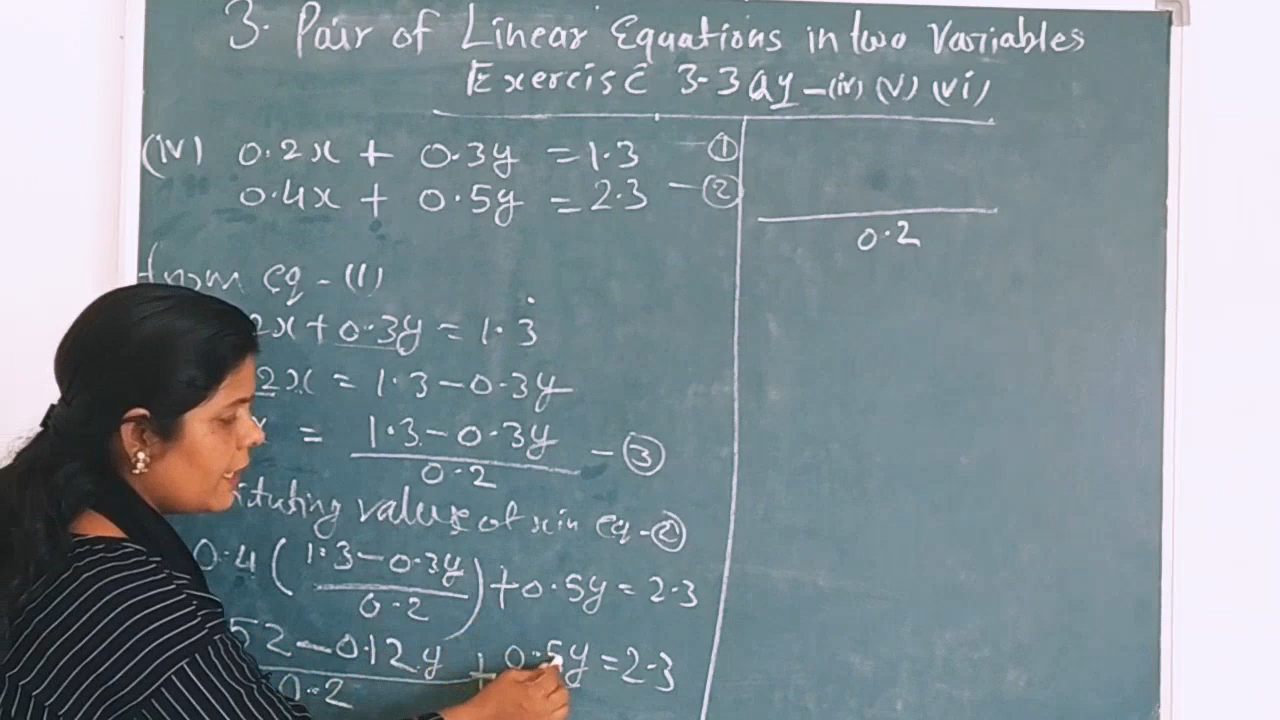 3. Pair of Linear Equations in two Variables
Exercise 3.3 Q1 - (iv) (v) (vi)
(iv) 0.2x + 0.3y = 1.3 — ①
0.4x + 0.5y = 2.3 — ②
from eq - (1)
2x + 0.3y = 1.3
2x = 1.3 - 0.3y
= 1.3 - 0.3y / 0.2 — ③
ituting value of x in eq - ②
0.4 ( 1.3 - 0.3y / 0.2 ) + 0.5y = 2.3
52 - 0.12y / 0.2 + 0.5y = 2.3
0.2